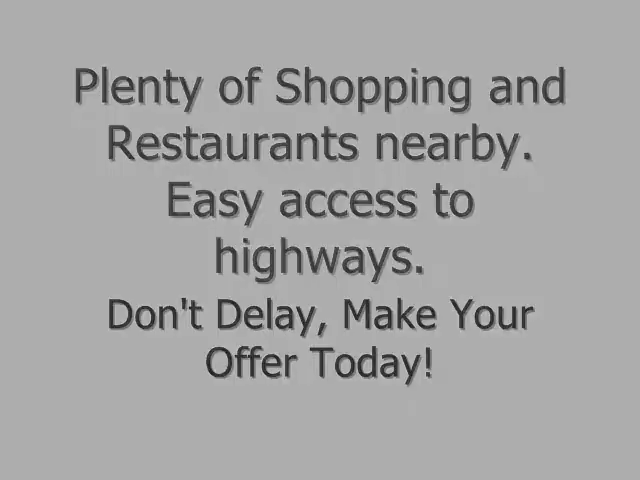 Plenty of Shopping and
Restaurants nearby.
Easy access to
highways.
Don't Delay, Make Your
Offer Today!